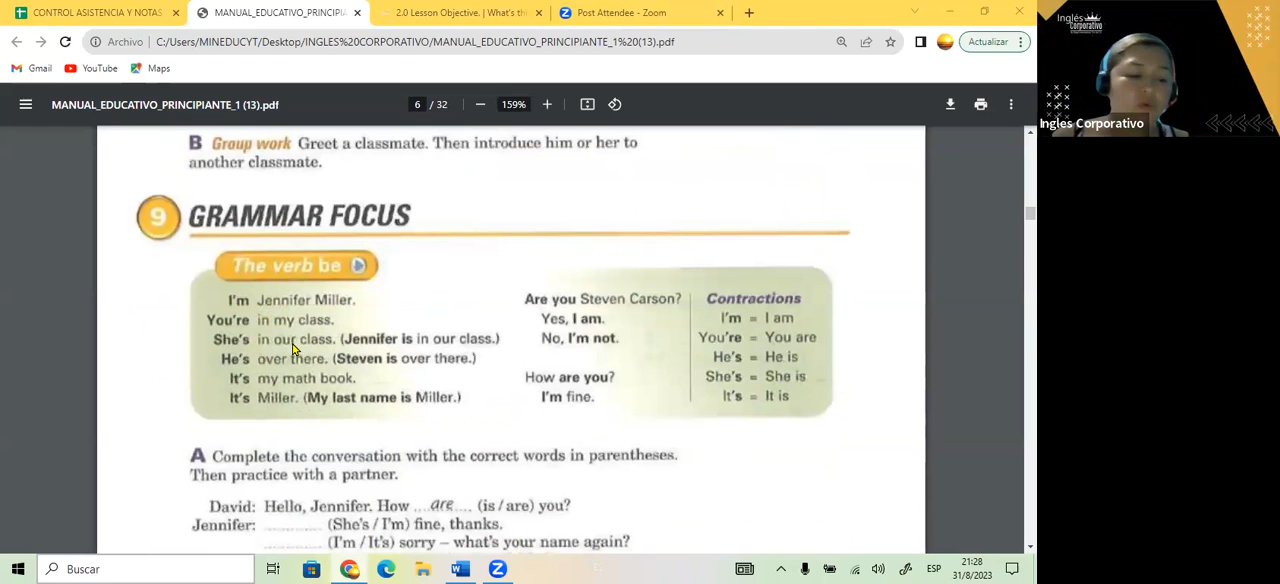 CONTROL ASISTENCIA Y NOTAS
MANUAL_EDUCATIVO_PRINCIPIA
2.0 Lesson Objective. | What's th
Post Attendee - Zoom
Archivo
C:/Users/MINEDUCYT/Desktop/INGLES%20CORPORATIVO/MANUAL_EDUCATIVO_PRINCIPIANTE_1%20(13).pdf
Actualizar
Gmail
YouTube
Maps
MANUAL_EDUCATIVO_PRINCIPIANTE_1 (13).pdf
6 / 32
159%
B Group work Greet a classmate. Then introduce him or her to
another classmate.
9 GRAMMAR FOCUS
The verb be
I'm Jennifer Miller.
You're in my class.
She's in our class. (Jennifer is in our class.)
He's over there. (Steven is over there.)
It's my math book.
It's Miller. (My last name is Miller.)
Are you Steven Carson?
Yes, I am.
No, I'm not.
How are you?
I'm fine.
Contractions
I'm = I am
You're = You are
He's = He is
She's = She is
It's = It is
A Complete the conversation with the correct words in parentheses.
Then practice with a partner.
David: Hello, Jennifer. How ....are.... (is / are) you?
Jennifer: ............ (She's / I'm) fine, thanks.
............ (I'm / It's) sorry – what's your name again?
Buscar
ESP
21:28
31/8/2023
Inglés
Corporativo
Ingles Corporativo